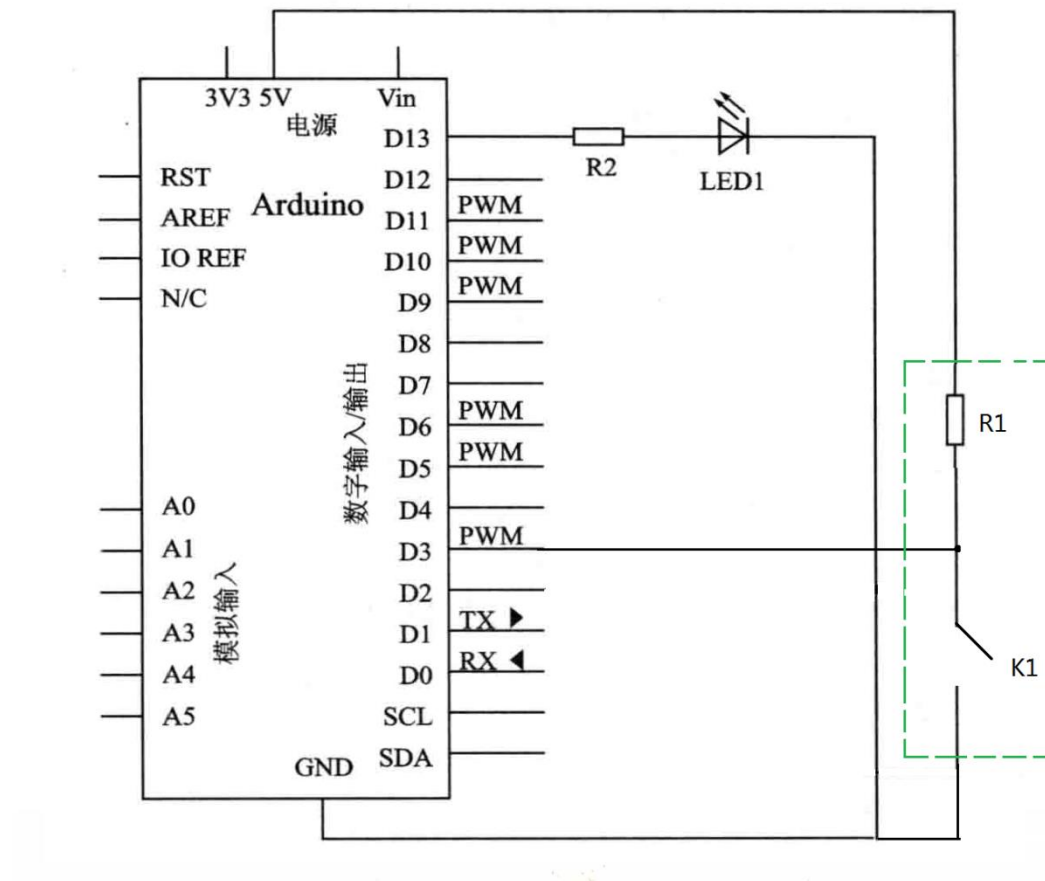 3V3 5V Vin
电源
D13
R2
LED1
RST
D12
AREF
Arduino
D11 PWM
IO REF
D10 PWM
N/C
D9 PWM
D8
D7
数字输入/输出
D6 PWM
D5 PWM
R1
A0
D4
A1
D3 PWM
A2
D2
模拟输入
A3
D1 TX
A4
D0 RX
K1
A5
SCL
GND
SDA